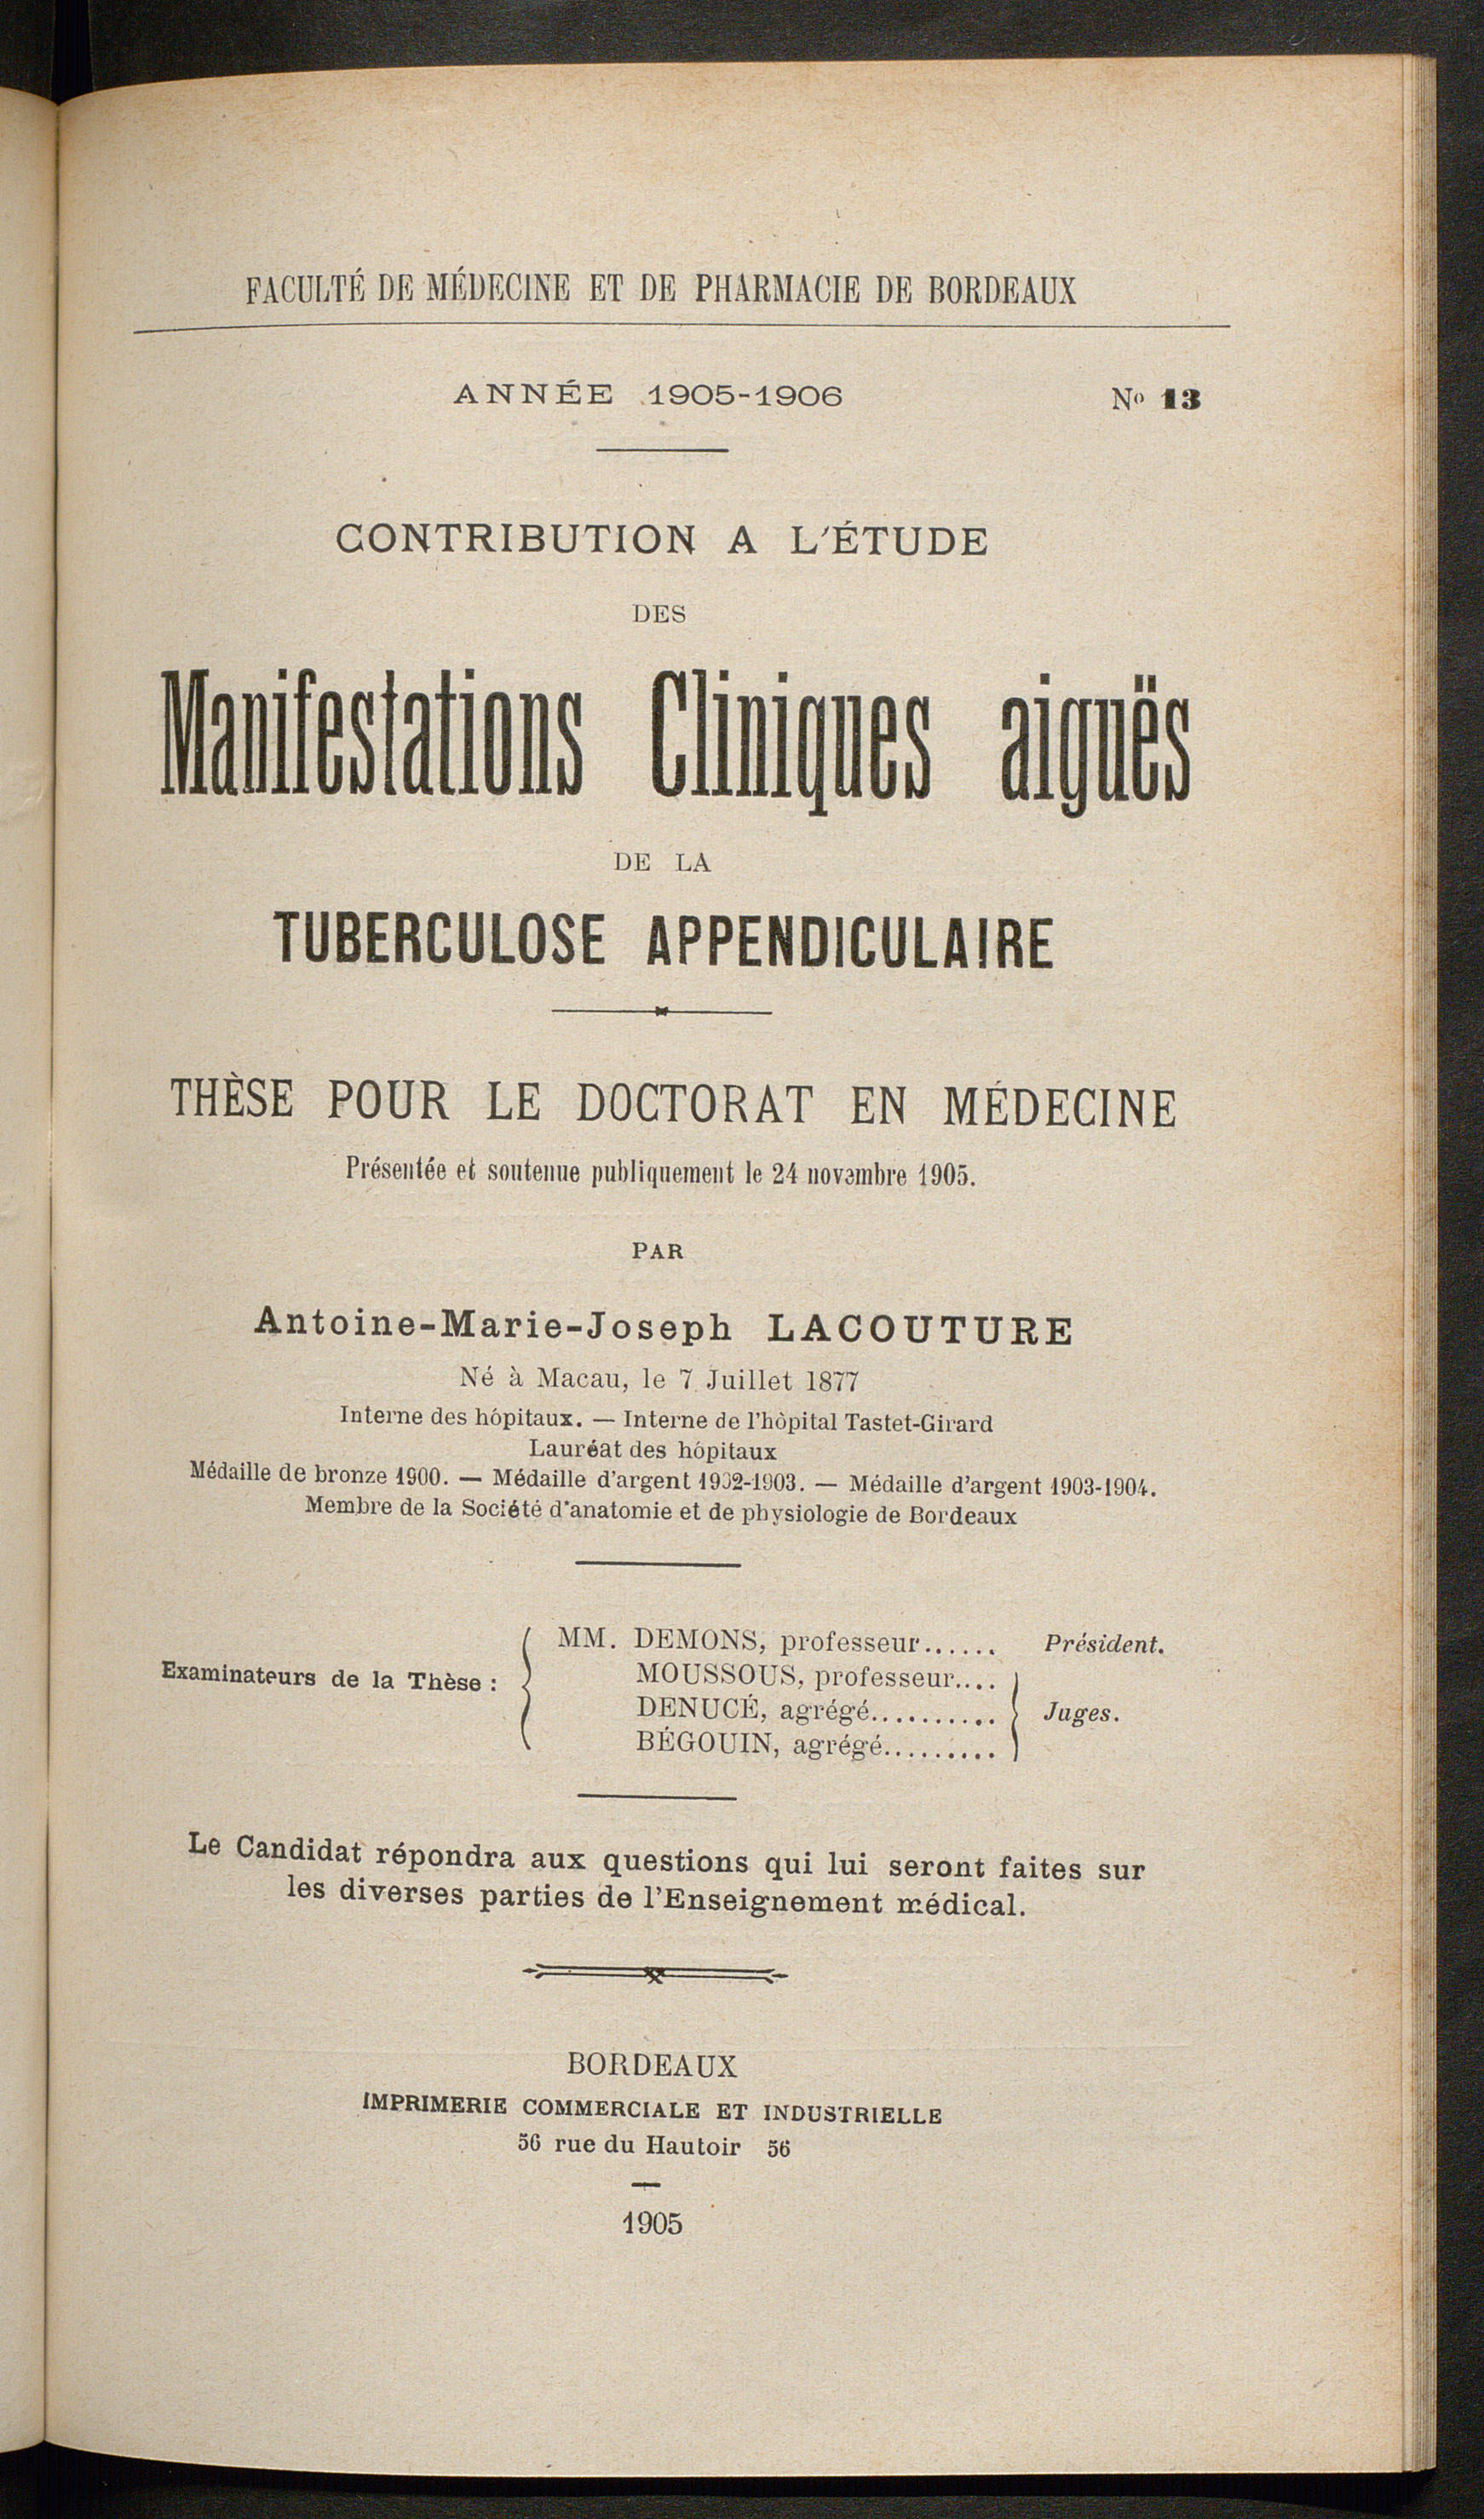 FACULTÉ DE MÉDECINE ET DE PHARMACIE DE BORDEAUX
ANNÉE 1905-1906 No 13
CONTRIBUTION A L'ÉTUDE
DES
Manifestations Cliniques aiguës
DE LA
TUBERCULOSE APPENDICULAIRE
THÈSE POUR LE DOCTORAT EN MÉDECINE
Présentée et soutenue publiquement le 24 novembre 1905.
PAR
Antoine-Marie-Joseph LACOUTURE
Né à Macau, le 7 Juillet 1877
Interne des hôpitaux. — Interne de l'hôpital Tastet-Girard
Lauréat des hôpitaux
Médaille de bronze 1900. — Médaille d'argent 1902-1903. — Médaille d'argent 1903-1904.
Membre de la Société d'anatomie et de physiologie de Bordeaux
Examinateurs de la Thèse :
MM. DEMONS, professeur...... Président.
MOUSSOUS, professeur....
DENUCÉ, agrégé........... Juges.
BÉGOUIN, agrégé..........
Le Candidat répondra aux questions qui lui seront faites sur
les diverses parties de l'Enseignement médical.
BORDEAUX
IMPRIMERIE COMMERCIALE ET INDUSTRIELLE
56 rue du Hautoir 56
1905